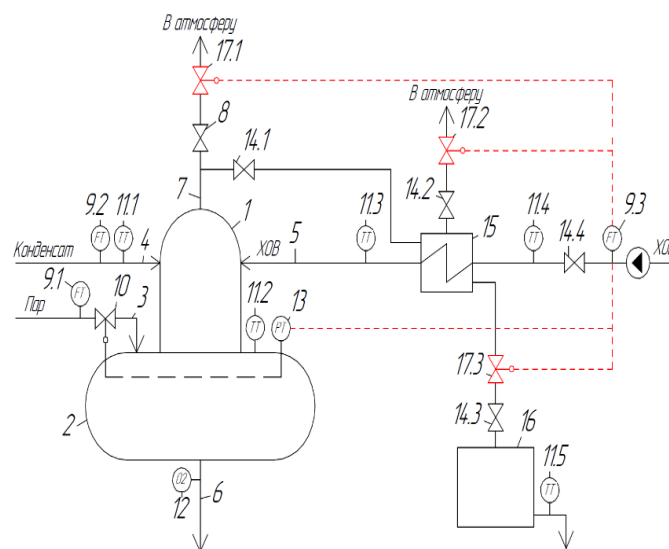 В атмосферу
17.1
В атмосферу
17.2
8
14.1
7
14.2
9.2
11.1
1
11.3
15
11.4
9.3
FT
TT
4
ХОВ
5
TT
TT
14.4
FT
Конденсат
ХО
9.1
10
3
11.2
13
FT
TT
PT
Пар
17.3
2
14.3
16
11.5
O2
6
TT
12